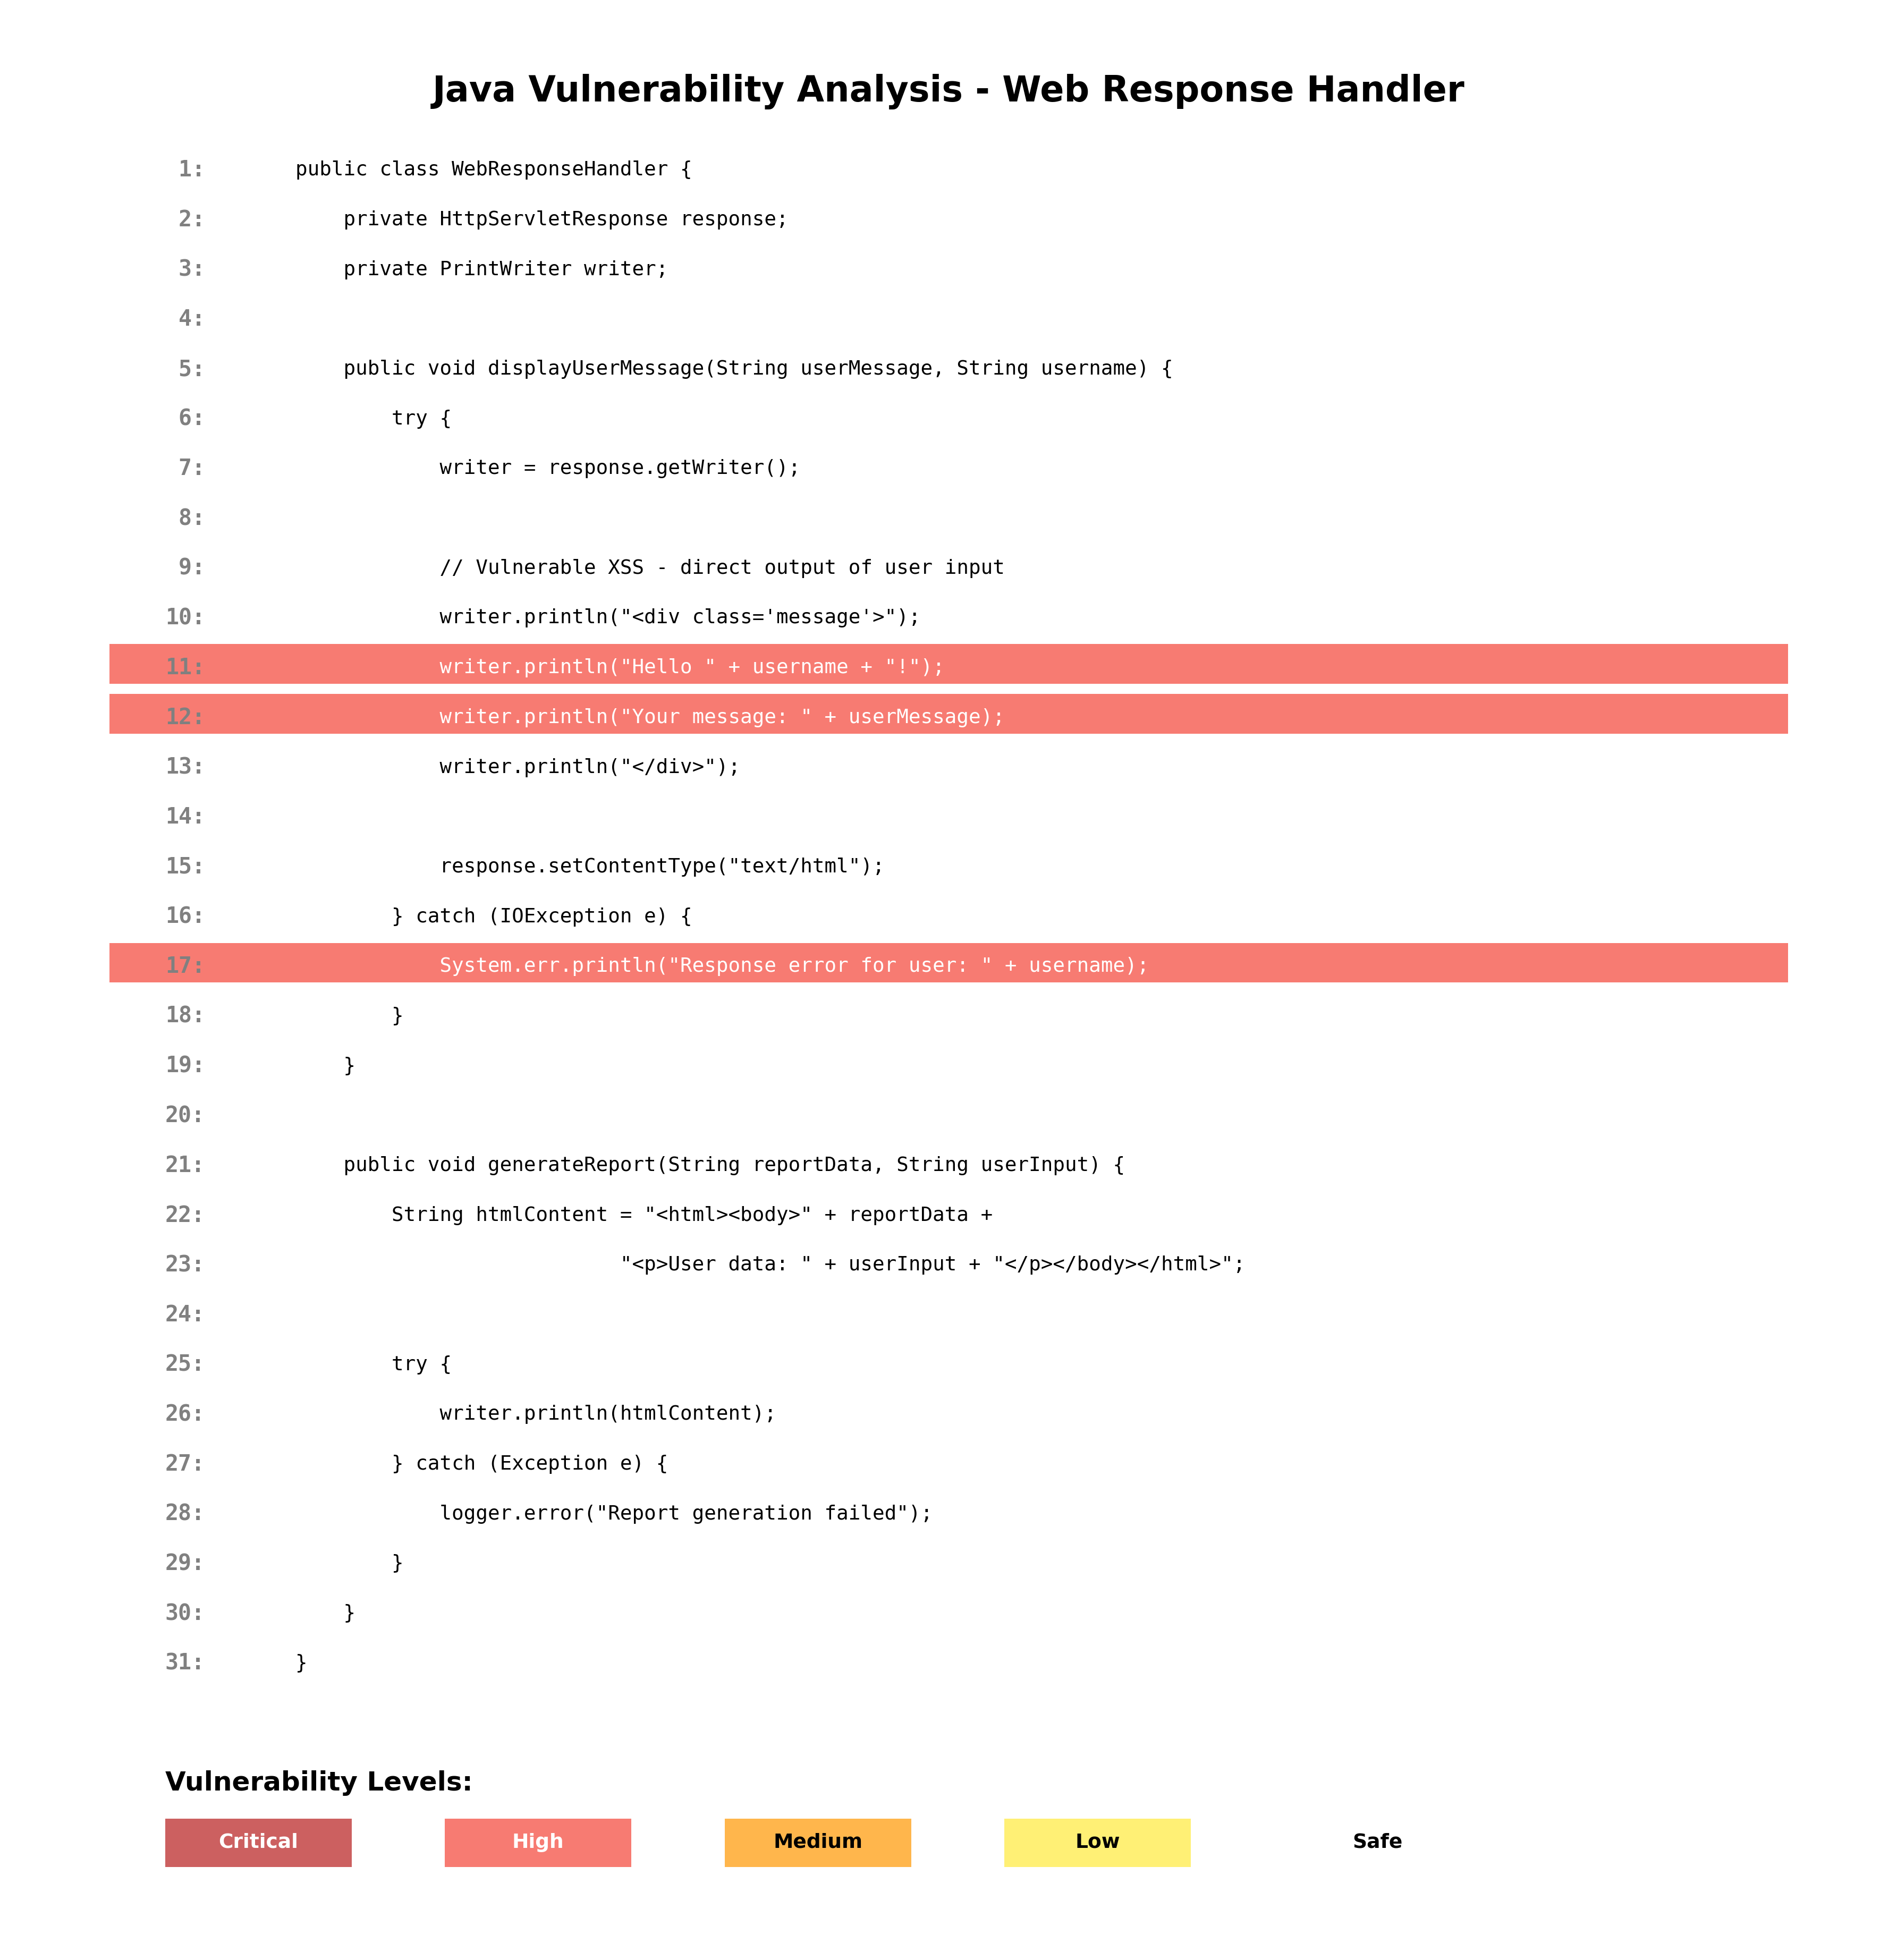 Java Vulnerability Analysis - Web Response Handler
1: public class WebResponseHandler {
2:     private HttpServletResponse response;
3:     private PrintWriter writer;
4:
5:     public void displayUserMessage(String userMessage, String username) {
6:         try {
7:             writer = response.getWriter();
8:
9:             // Vulnerable XSS - direct output of user input
10:             writer.println("<div class='message'>");
11:             writer.println("Hello " + username + "!");
12:             writer.println("Your message: " + userMessage);
13:             writer.println("</div>");
14:
15:             response.setContentType("text/html");
16:         } catch (IOException e) {
17:             System.err.println("Response error for user: " + username);
18:         }
19:     }
20:
21:     public void generateReport(String reportData, String userInput) {
22:         String htmlContent = "<html><body>" + reportData +
23:                            "<p>User data: " + userInput + "</p></body></html>";
24:
25:         try {
26:             writer.println(htmlContent);
27:         } catch (Exception e) {
28:             logger.error("Report generation failed");
29:         }
30:     }
31: }
Vulnerability Levels:
Critical High Medium Low Safe